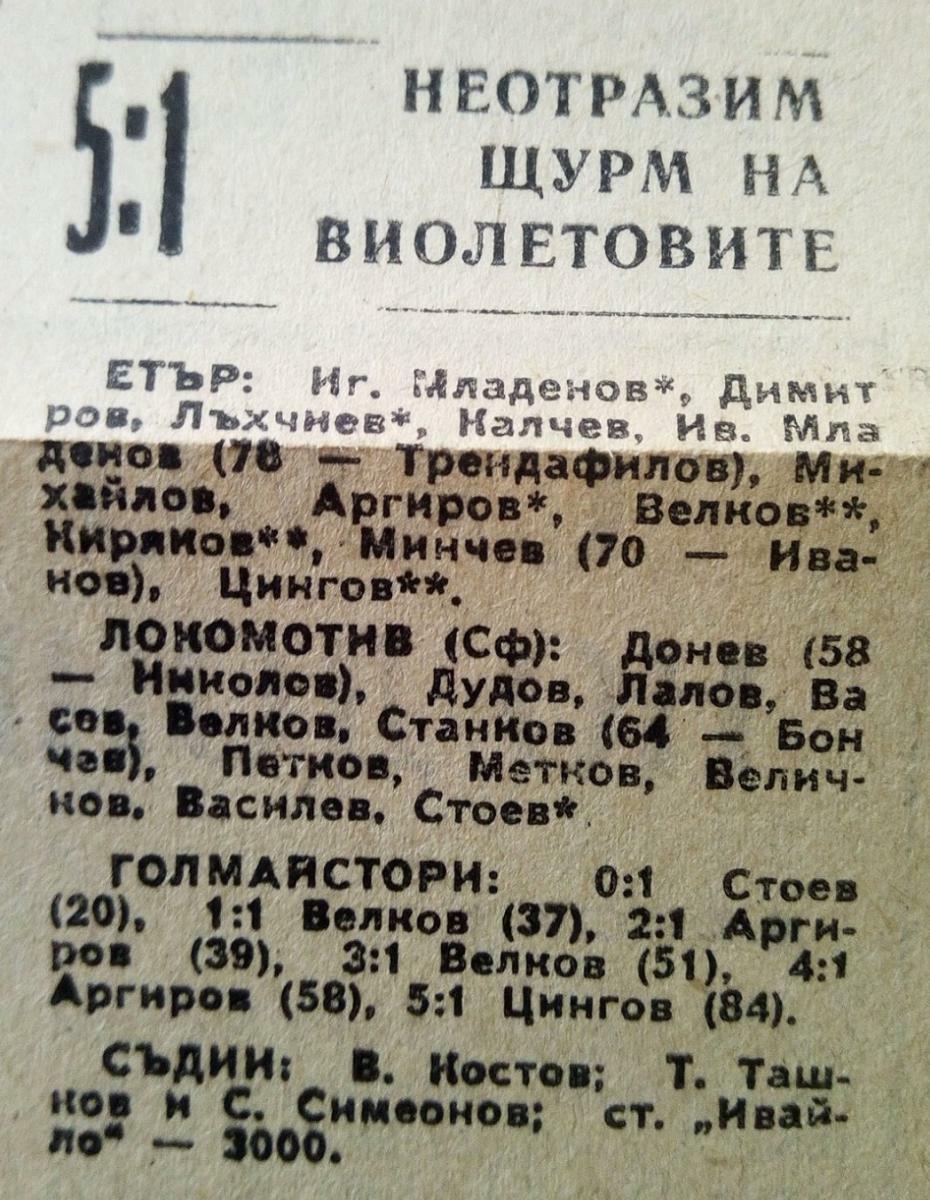 5:1
НЕОТРАЗИМ
ЩУРМ НА
ВИОЛЕТОВИТЕ
ЕТЪР: Иг. Младенов*, Димит
ров, Лъхчиев*, Калчев, Ив. Мла
денов (78 — Трендафилов), Ми-
хайлов, Аргиров*, Велков**,
Киряков**, Минчев (70 — Ива-
нов), Цингов**.
ЛОКОМОТИВ (Сф): Донев (58
— Николов), Дудов, Лалов, Ва
сев, Велков, Станков (64 — Бон
чев), Петков, Метков, Велич-
ков, Василев, Стоев*
ГОЛМАЙСТОРИ: 0:1 Стоев
(20), 1:1 Велков (37), 2:1 Арги-
ров (39), 3:1 Велков (51), 4:1
Аргиров (58), 5:1 Цингов (84).
СЪДИИ: В. Костов; Т. Таш-
ков и С. Симеонов; ст. „Ивай-
ло“ — 3000.